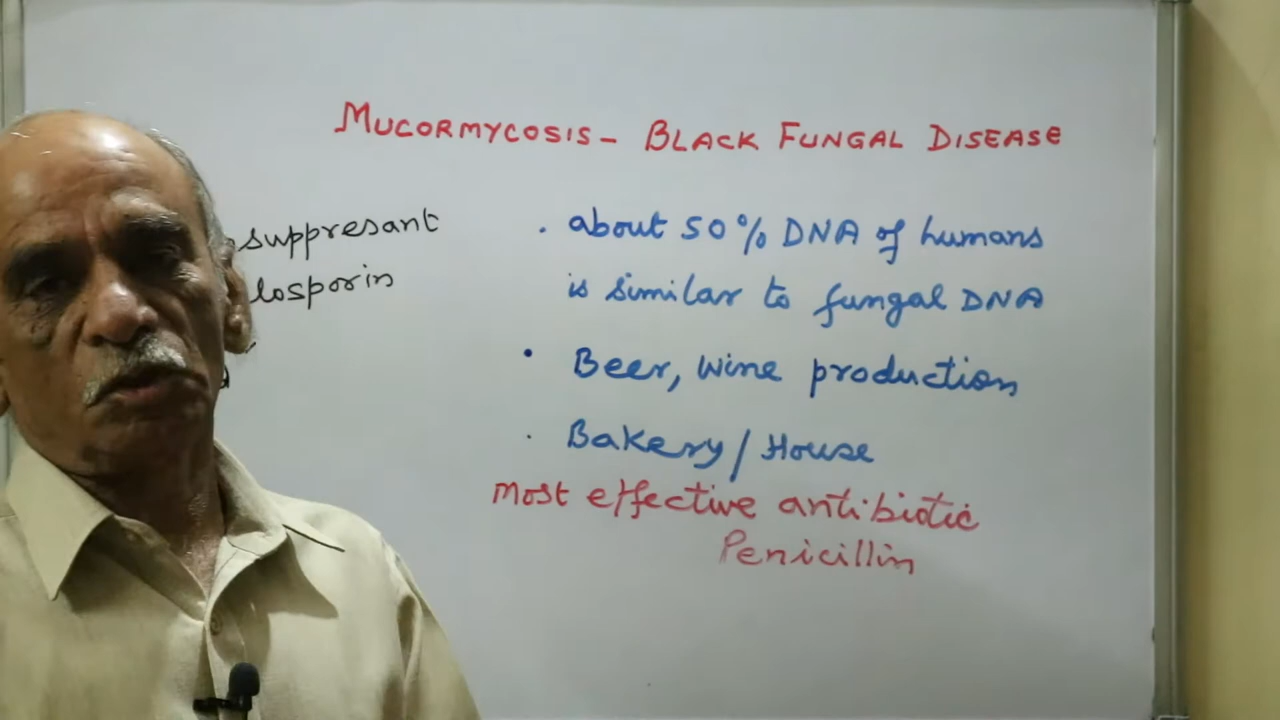 MUCORMYCOSIS - BLACK FUNGAL DISEASE
suppresant
losporin
. about 50% DNA of humans
is similar to fungal DNA
. Beer, wine production
. Bakery / House
Most effective antibiotic
Penicillin